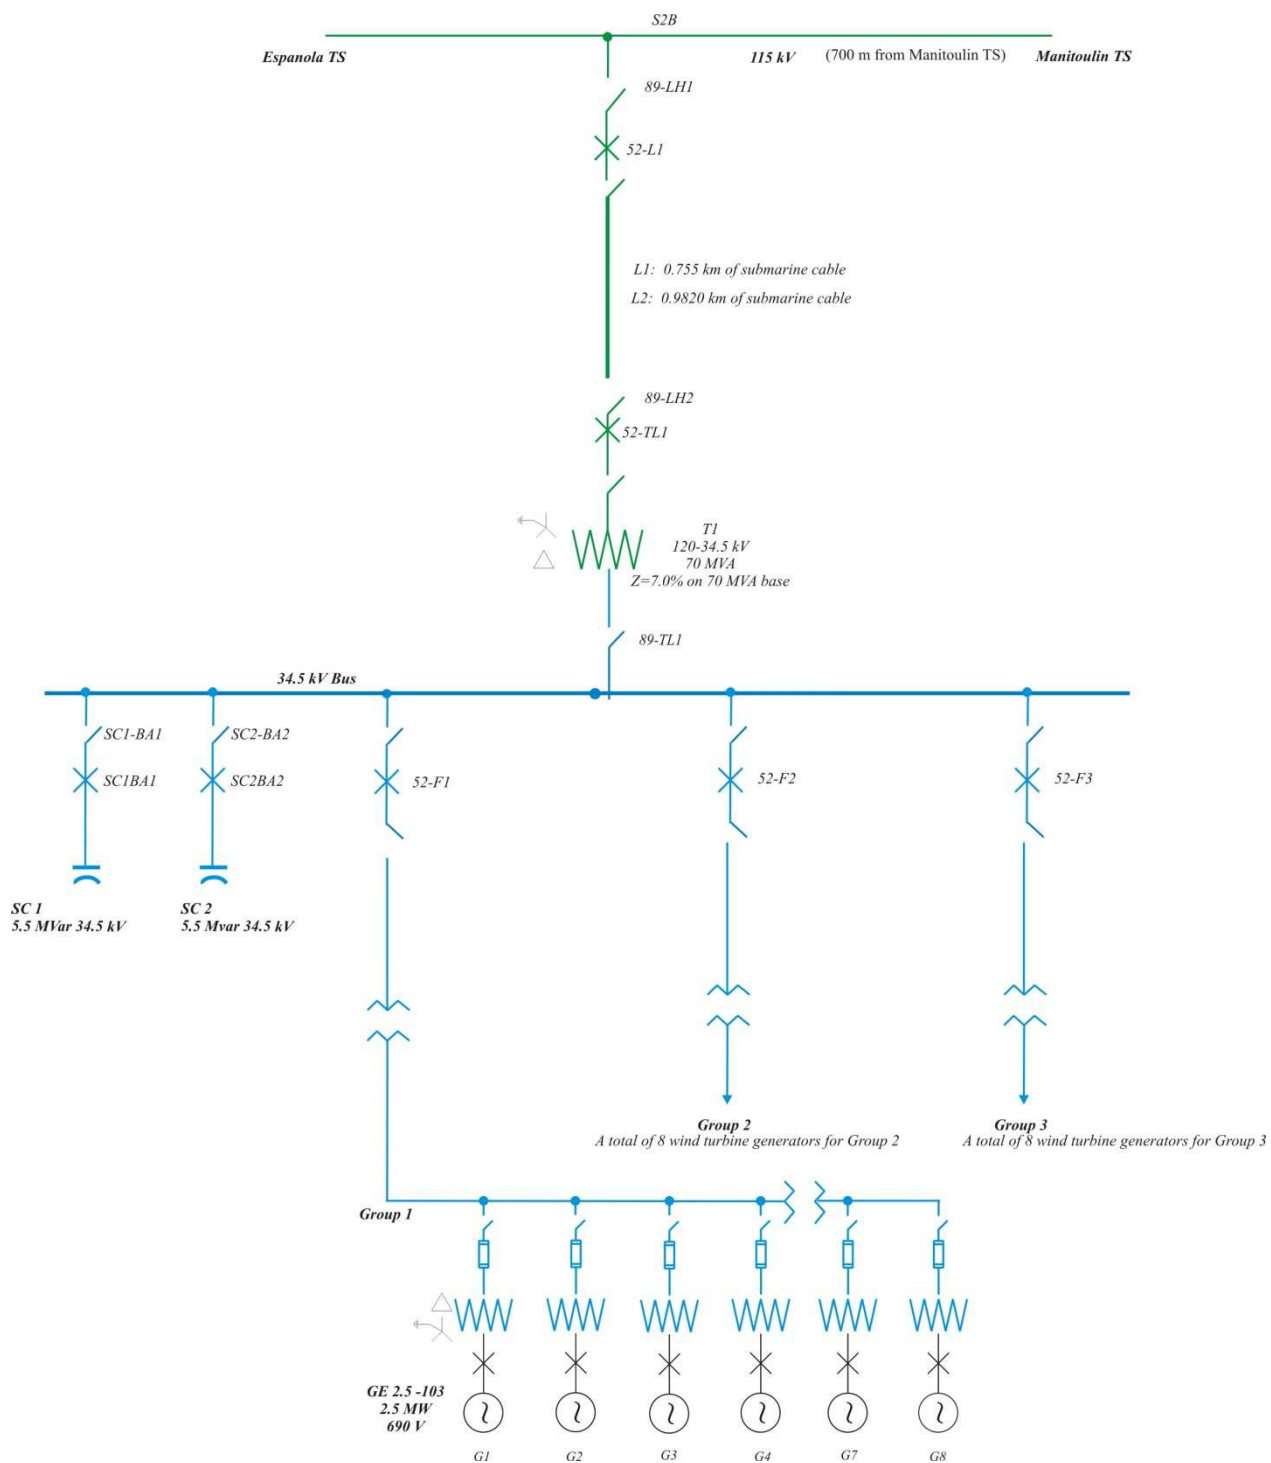 S2B
Espanola TS
115 kV
(700 m from Manitoulin TS)
Manitoulin TS
89-LH1
52-L1
L1: 0.755 km of submarine cable
L2: 0.9820 km of submarine cable
89-LH2
52-TL1
T1
120-34.5 kV
70 MVA
Z=7.0% on 70 MVA base
89-TL1
34.5 kV Bus
SC1-BA1
SC2-BA2
SC1BA1
SC2BA2
52-F1
52-F2
52-F3
SC 1
5.5 MVar 34.5 kV
SC 2
5.5 Mvar 34.5 kV
Group 2
A total of 8 wind turbine generators for Group 2
Group 3
A total of 8 wind turbine generators for Group 3
Group 1
GE 2.5 -103
2.5 MW
690 V
G1
G2
G3
G4
G7
G8